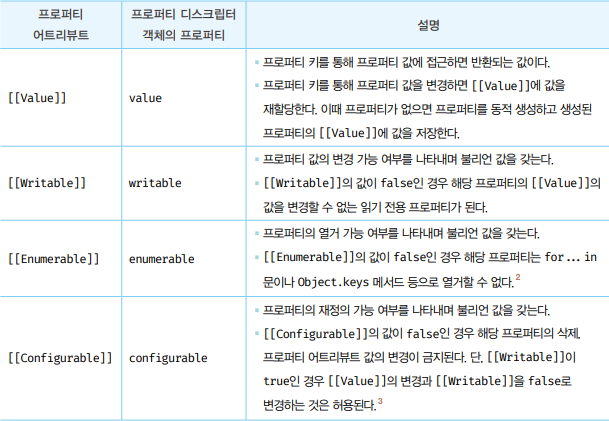 프로퍼티
어트리뷰트
프로퍼티 디스크립터
객체의 프로퍼티
설명
[[Value]]
value
▪ 프로퍼티 키를 통해 프로퍼티 값에 접근하면 반환되는 값이다.
▪ 프로퍼티 키를 통해 프로퍼티 값을 변경하면 [[Value]]에 값을
재할당한다. 이때 프로퍼티가 없으면 프로퍼티를 동적 생성하고 생성된
프로퍼티의 [[Value]]에 값을 저장한다.
[[Writable]]
writable
▪ 프로퍼티 값의 변경 가능 여부를 나타내며 불리언 값을 갖는다.
▪ [[Writable]]의 값이 false인 경우 해당 프로퍼티의 [[Value]]의
값을 변경할 수 없는 읽기 전용 프로퍼티가 된다.
[[Enumerable]]
enumerable
▪ 프로퍼티의 열거 가능 여부를 나타내며 불리언 값을 갖는다.
▪ [[Enumerable]]의 값이 false인 경우 해당 프로퍼티는 for...in
문이나 Object.keys 메서드 등으로 열거할 수 없다.2
[[Configurable]]
configurable
▪ 프로퍼티의 재정의 가능 여부를 나타내며 불리언 값을 갖는다.
▪ [[Configurable]]의 값이 false인 경우 해당 프로퍼티의 삭제,
프로퍼티 어트리뷰트 값의 변경이 금지된다. 단, [[Writable]]이
true인 경우 [[Value]]의 변경과 [[Writable]]을 false로
변경하는 것은 허용된다.3